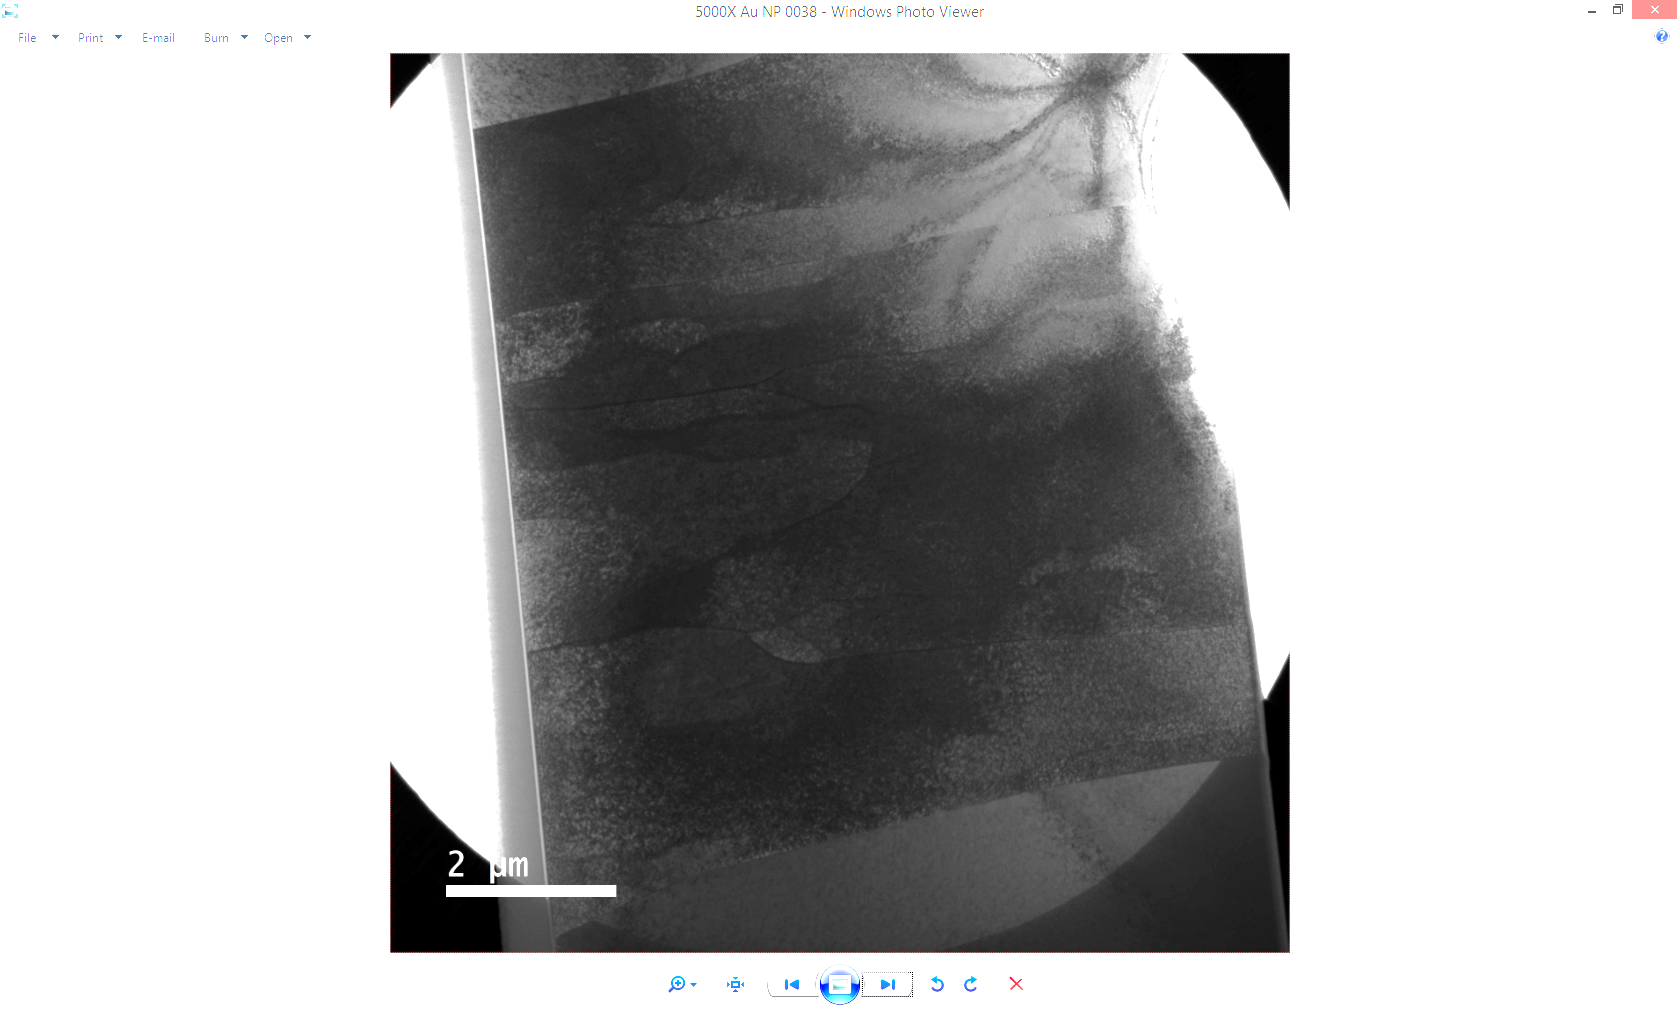 5000X Au NP 0038 - Windows Photo Viewer
File Print E-mail Burn Open
2 μm